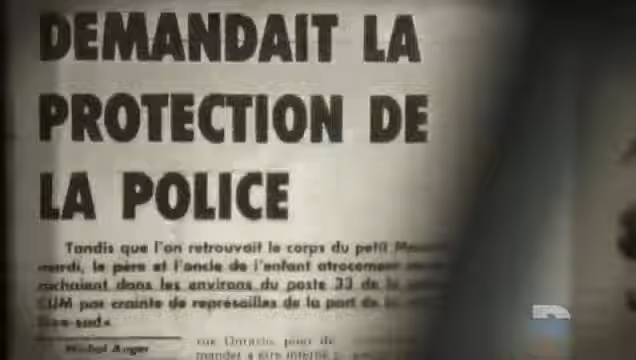 DEMANDAIT LA
PROTECTION DE
LA POLICE
Tandis que l'on retrouvait le corps du petit
mardi, le père et l'oncle de l'enfant atrocement
cachaient dans les environs du poste 33 de la
CUM par crainte de représailles de la part de la
Michel Auger
rue Ontario, pour de
mander à être interné